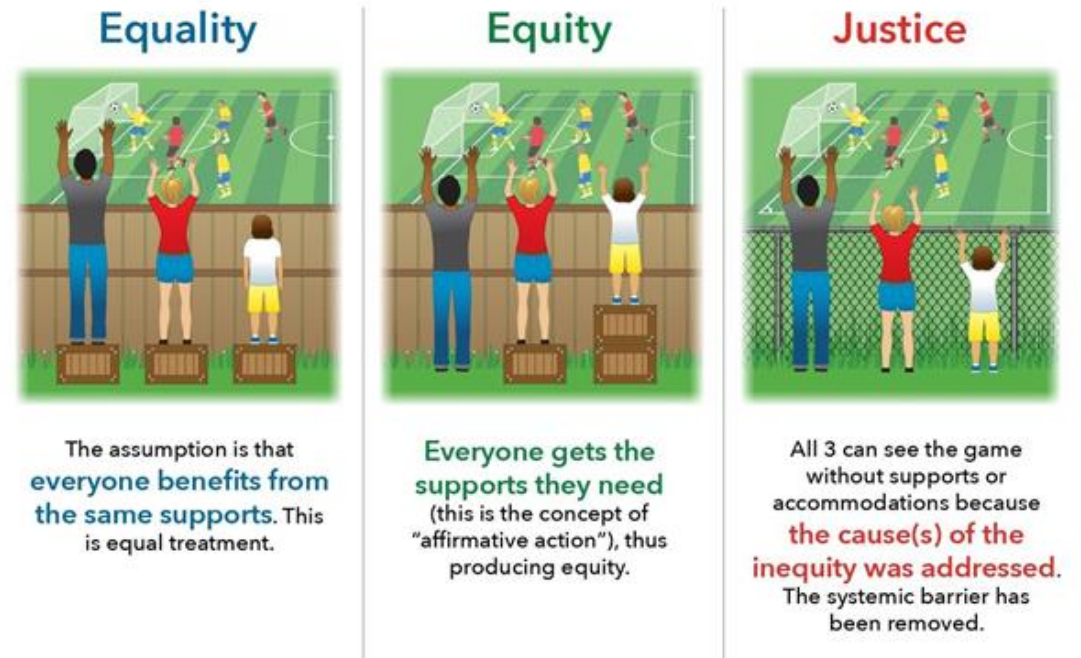 Equality
The assumption is that
everyone benefits from
the same supports. This
is equal treatment.
Equity
Everyone gets the
supports they need
(this is the concept of
"affirmative action"), thus
producing equity.
Justice
All 3 can see the game
without supports or
accommodations because
the cause(s) of the
inequity was addressed.
The systemic barrier has
been removed.